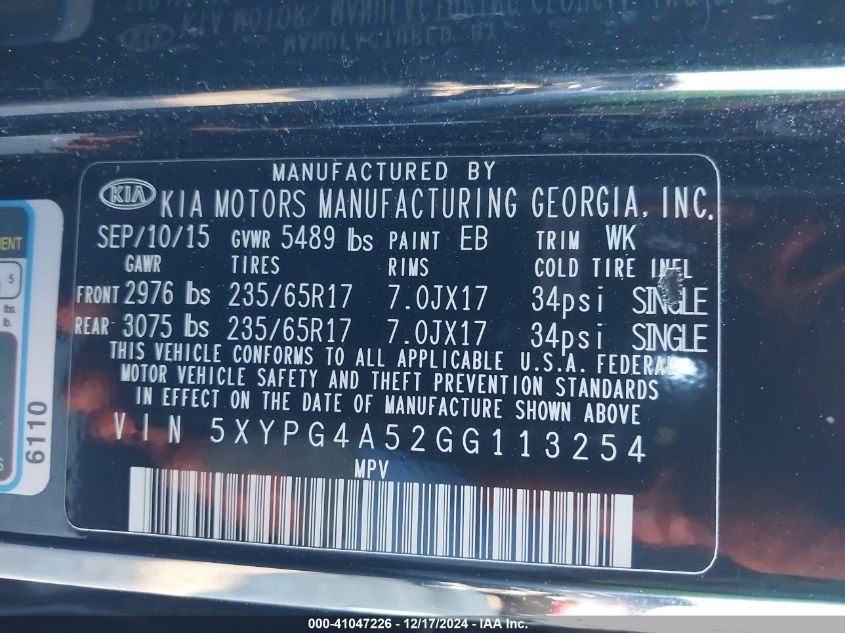 MANUFACTURED BY
KIA KIA MOTORS MANUFACTURING GEORGIA, INC.
SEP/10/15 GVWR 5489 lbs PAINT EB TRIM WK
GAWR TIRES RIMS COLD TIRE INFL
FRONT 2976 lbs 235/65R17 7.0JX17 34psi SINGLE
REAR 3075 lbs 235/65R17 7.0JX17 34psi SINGLE
THIS VEHICLE CONFORMS TO ALL APPLICABLE U.S.A. FEDERAL
MOTOR VEHICLE SAFETY AND THEFT PREVENTION STANDARDS
IN EFFECT ON THE DATE OF MANUFACTURE SHOWN ABOVE
VIN 5XYPG4A52GG113254
MPV
5
lbs.
lb.
6110
000-41047226 - 12/17/2024 - IAA Inc.